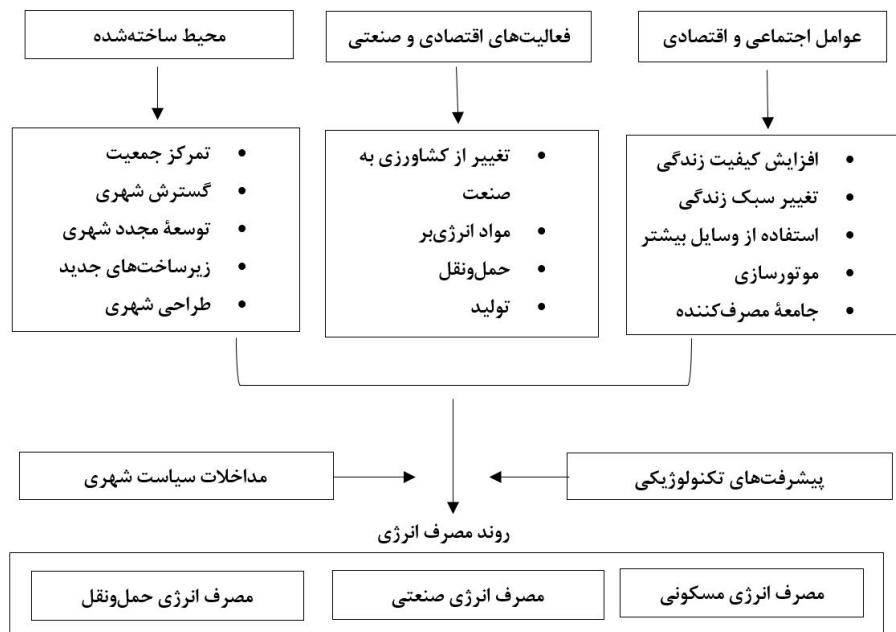 عوامل اجتماعی و اقتصادی
فعالیت‌های اقتصادی و صنعتی
محیط ساخته‌شده
• افزایش کیفیت زندگی
• تغییر سبک زندگی
• استفاده از وسایل بیشتر
• موتورسازی
• جامعهٔ مصرف‌کننده
• تغییر از کشاورزی به
صنعت
• مواد انرژی‌بر
• حمل‌ونقل
• تولید
• تمرکز جمعیت
• گسترش شهری
• توسعهٔ مجدد شهری
• زیرساخت‌های جدید
• طراحی شهری
پیشرفت‌های تکنولوژیکی
مداخلات سیاست شهری
روند مصرف انرژی
مصرف انرژی مسکونی
مصرف انرژی صنعتی
مصرف انرژی حمل‌ونقل